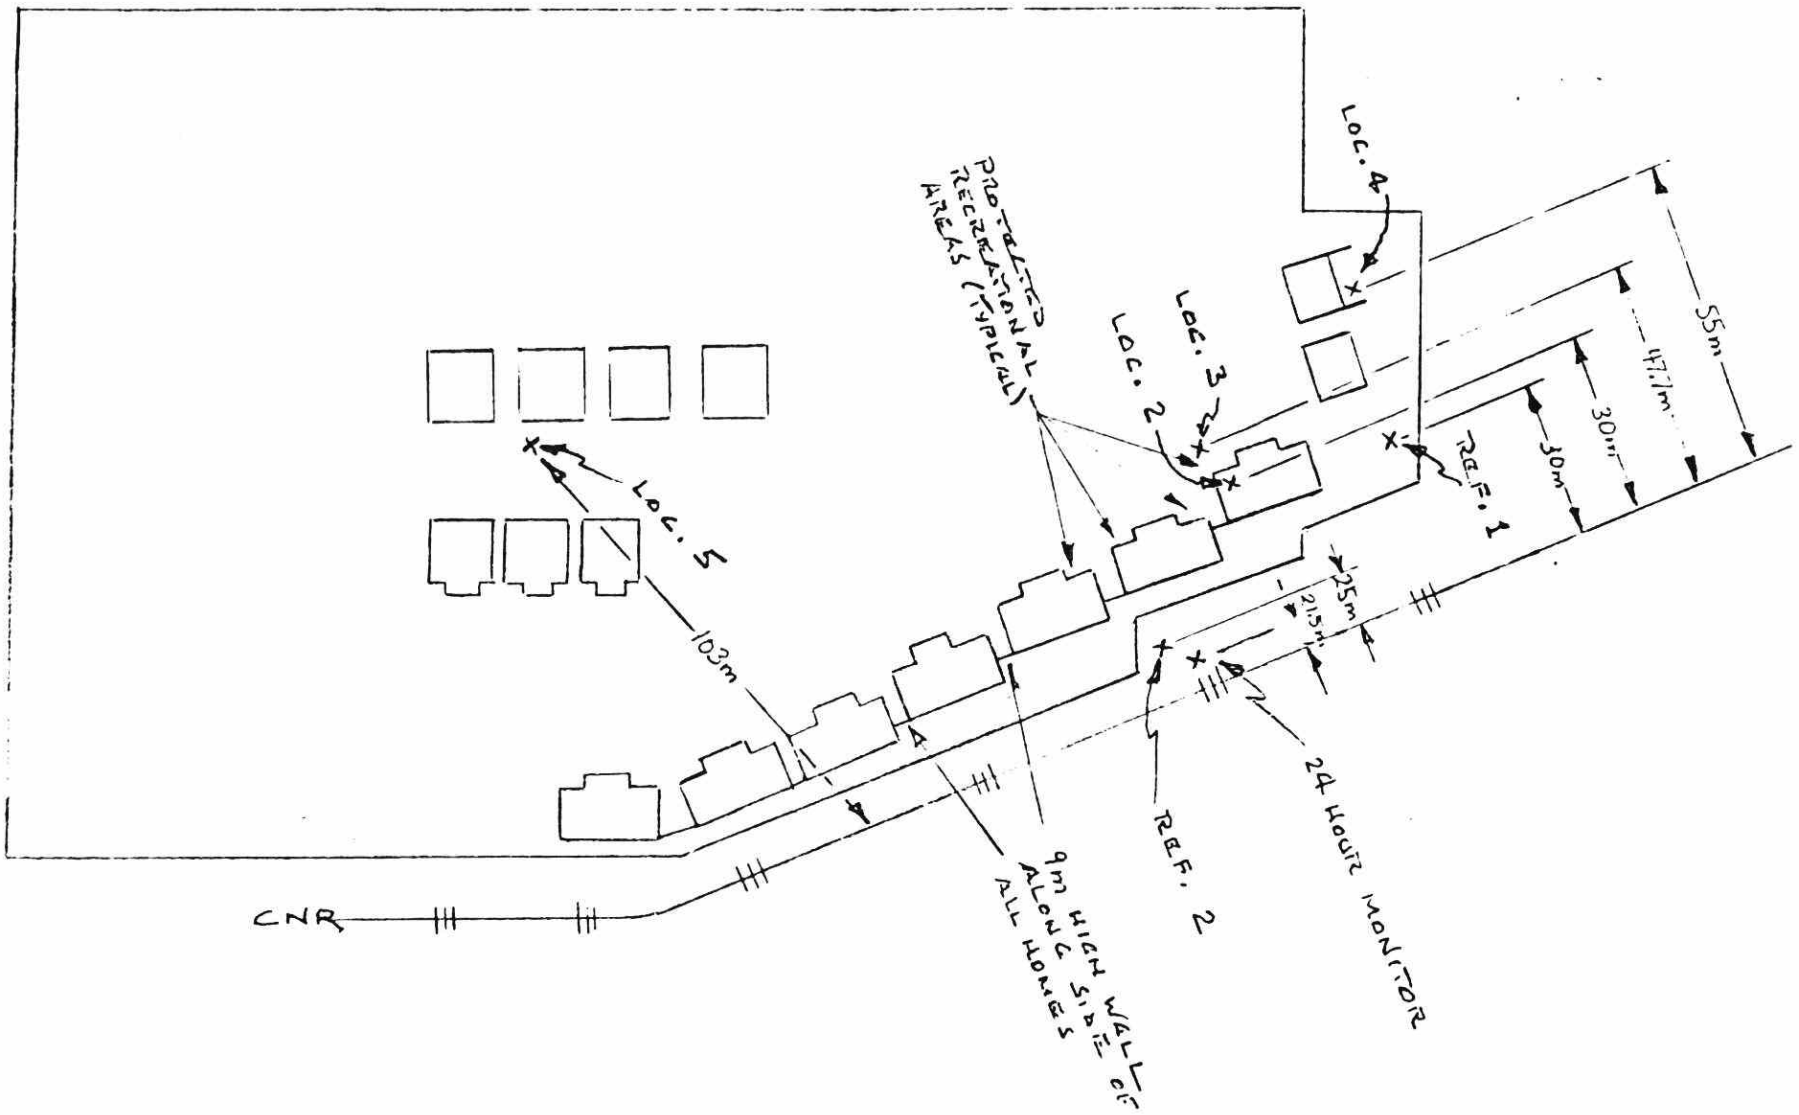 LOC. 4
PROTECTED
RECREATIONAL
AREAS (TYPICAL)
LOC. 3
LOC. 2
55m
47.7m
30m
30m
REF. 1
LOC. 5
25m
21.5m
103m
24 HOUR MONITOR
REF. 2
9m HIGH WALL
ALONG SIDE OF
ALL HOMES
CNR